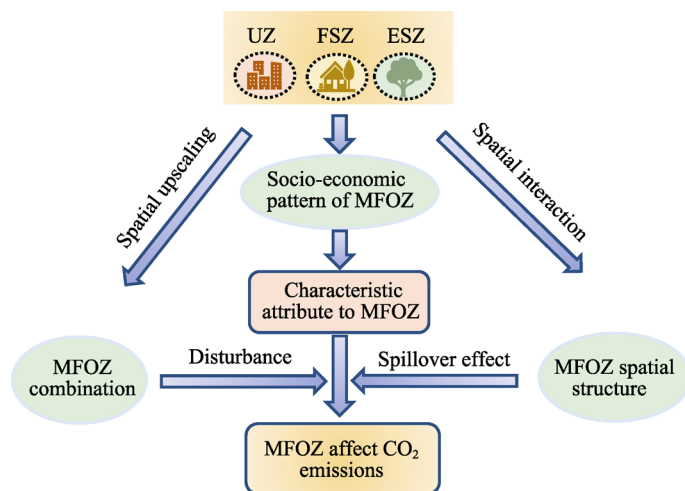 UZ FSZ ESZ
Spatial upscaling
Spatial interaction
Socio-economic
pattern of MFOZ
Characteristic
attribute to MFOZ
MFOZ
combination
Disturbance
Spillover effect
MFOZ spatial
structure
MFOZ affect CO₂
emissions